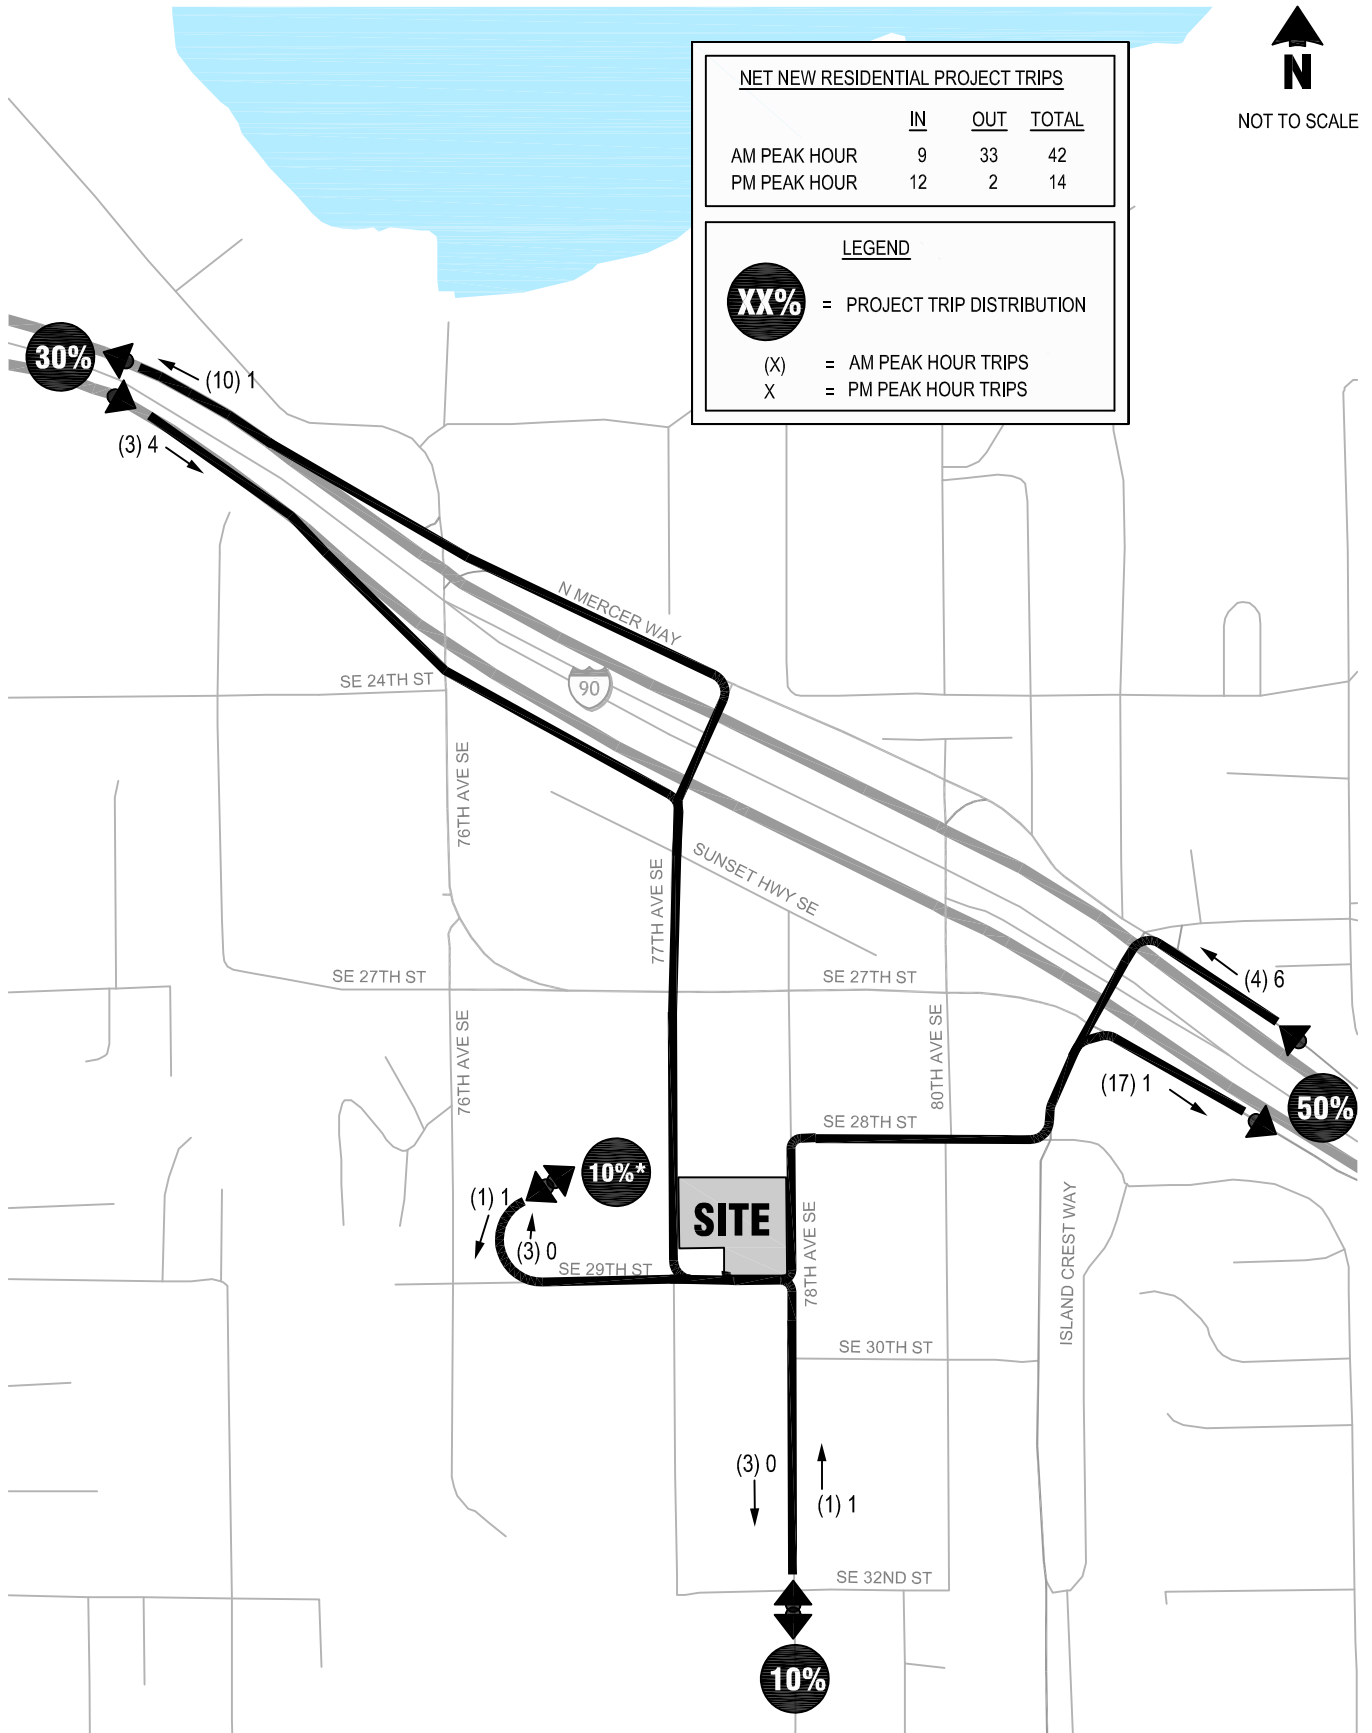 N
NOT TO SCALE
NET NEW RESIDENTIAL PROJECT TRIPS
IN OUT TOTAL
AM PEAK HOUR 9 33 42
PM PEAK HOUR 12 2 14
LEGEND
XX% = PROJECT TRIP DISTRIBUTION
(X) = AM PEAK HOUR TRIPS
X = PM PEAK HOUR TRIPS
30%
(10) 1
(3) 4
N MERCER WAY
SE 24TH ST
90
76TH AVE SE
77TH AVE SE
SUNSET HWY SE
SE 27TH ST
SE 27TH ST
(4) 6
76TH AVE SE
80TH AVE SE
(17) 1
50%
SE 28TH ST
10%*
(1) 1
(3) 0
SITE
78TH AVE SE
ISLAND CREST WAY
SE 29TH ST
SE 30TH ST
(3) 0
(1) 1
SE 32ND ST
10%